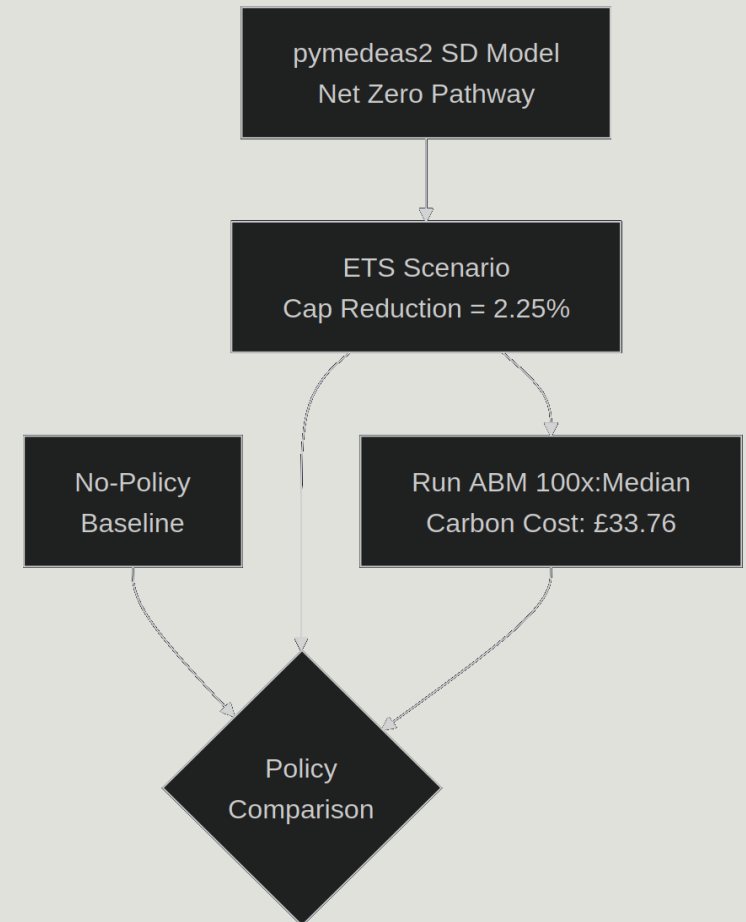 pymedeas2 SD Model
Net Zero Pathway
ETS Scenario
Cap Reduction = 2.25%
No-Policy
Baseline
Run ABM 100x:Median
Carbon Cost: £33.76
Policy
Comparison